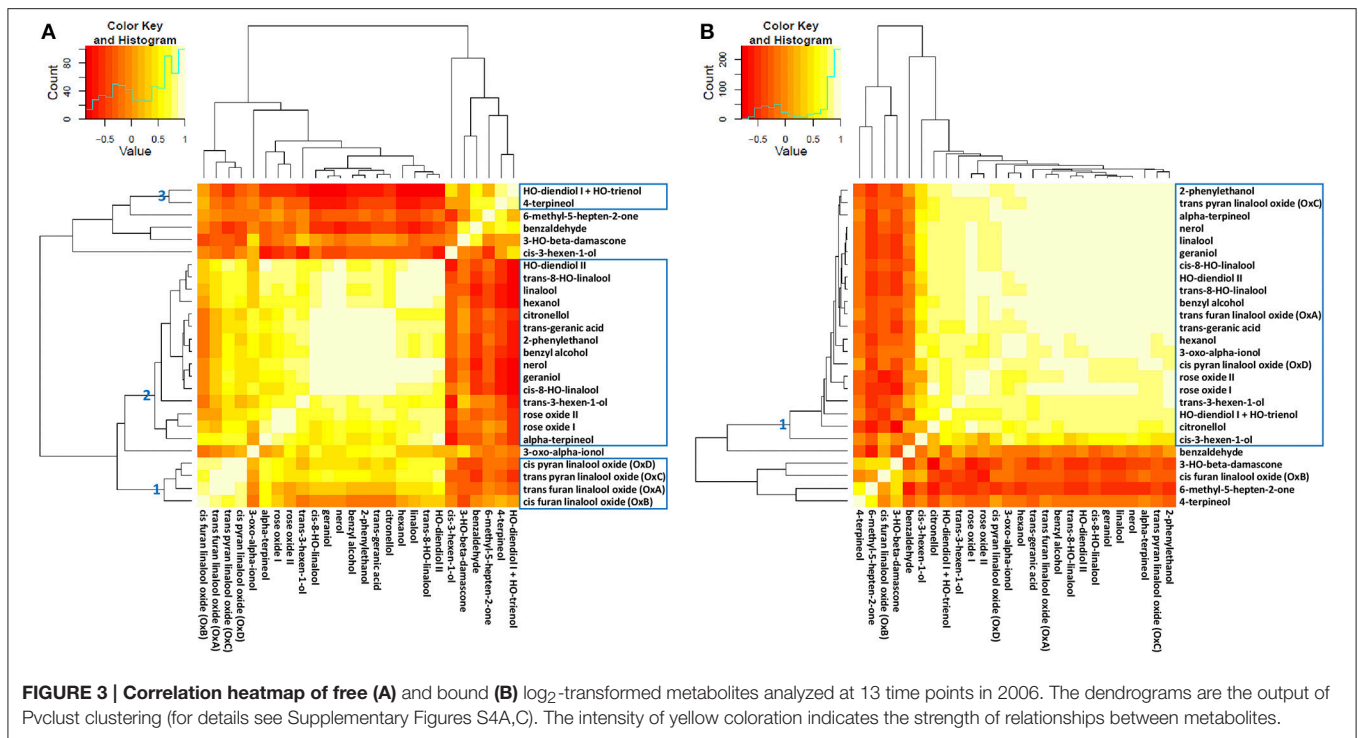 A
Color Key
and Histogram
Count
0
40
80
−0.5
0
0.5
1
Value
3
2
1
HO-diendiol I + HO-trienol
4-terpineol
6-methyl-5-hepten-2-one
benzaldehyde
3-HO-beta-damascone
cis-3-hexen-1-ol
HO-diendiol II
trans-8-HO-linalool
linalool
hexanol
citronellol
trans-geranic acid
2-phenylethanol
benzyl alcohol
nerol
geraniol
cis-8-HO-linalool
trans-3-hexen-1-ol
rose oxide II
rose oxide I
alpha-terpineol
3-oxo-alpha-ionol
cis pyran linalool oxide (OxD)
trans pyran linalool oxide (OxC)
trans furan linalool oxide (OxA)
cis furan linalool oxide (OxB)
cis furan linalool oxide (OxB)
trans furan linalool oxide (OxA)
trans pyran linalool oxide (OxC)
cis pyran linalool oxide (OxD)
3-oxo-alpha-ionol
alpha-terpineol
rose oxide I
rose oxide II
trans-3-hexen-1-ol
cis-8-HO-linalool
geraniol
nerol
benzyl alcohol
2-phenylethanol
trans-geranic acid
citronellol
hexanol
linalool
trans-8-HO-linalool
HO-diendiol II
cis-3-hexen-1-ol
3-HO-beta-damascone
benzaldehyde
6-methyl-5-hepten-2-one
4-terpineol
HO-diendiol I + HO-trienol
B
Color Key
and Histogram
Count
0
100
200
−0.5
0
0.5
1
Value
1
2-phenylethanol
trans pyran linalool oxide (OxC)
alpha-terpineol
nerol
linalool
geraniol
cis-8-HO-linalool
HO-diendiol II
trans-8-HO-linalool
benzyl alcohol
trans furan linalool oxide (OxA)
trans-geranic acid
hexanol
3-oxo-alpha-ionol
cis pyran linalool oxide (OxD)
rose oxide II
rose oxide I
trans-3-hexen-1-ol
HO-diendiol I + HO-trienol
citronellol
cis-3-hexen-1-ol
benzaldehyde
3-HO-beta-damascone
cis furan linalool oxide (OxB)
6-methyl-5-hepten-2-one
4-terpineol
4-terpineol
6-methyl-5-hepten-2-one
cis furan linalool oxide (OxB)
3-HO-beta-damascone
benzaldehyde
cis-3-hexen-1-ol
citronellol
HO-diendiol I + HO-trienol
trans-3-hexen-1-ol
rose oxide I
rose oxide II
cis pyran linalool oxide (OxD)
3-oxo-alpha-ionol
hexanol
trans-geranic acid
trans furan linalool oxide (OxA)
benzyl alcohol
trans-8-HO-linalool
HO-diendiol II
cis-8-HO-linalool
geraniol
linalool
nerol
alpha-terpineol
trans pyran linalool oxide (OxC)
2-phenylethanol
FIGURE 3 | Correlation heatmap of free (A) and bound (B) log2-transformed metabolites analyzed at 13 time points in 2006. The dendrograms are the output of
Pvclust clustering (for details see Supplementary Figures S4A,C). The intensity of yellow coloration indicates the strength of relationships between metabolites.